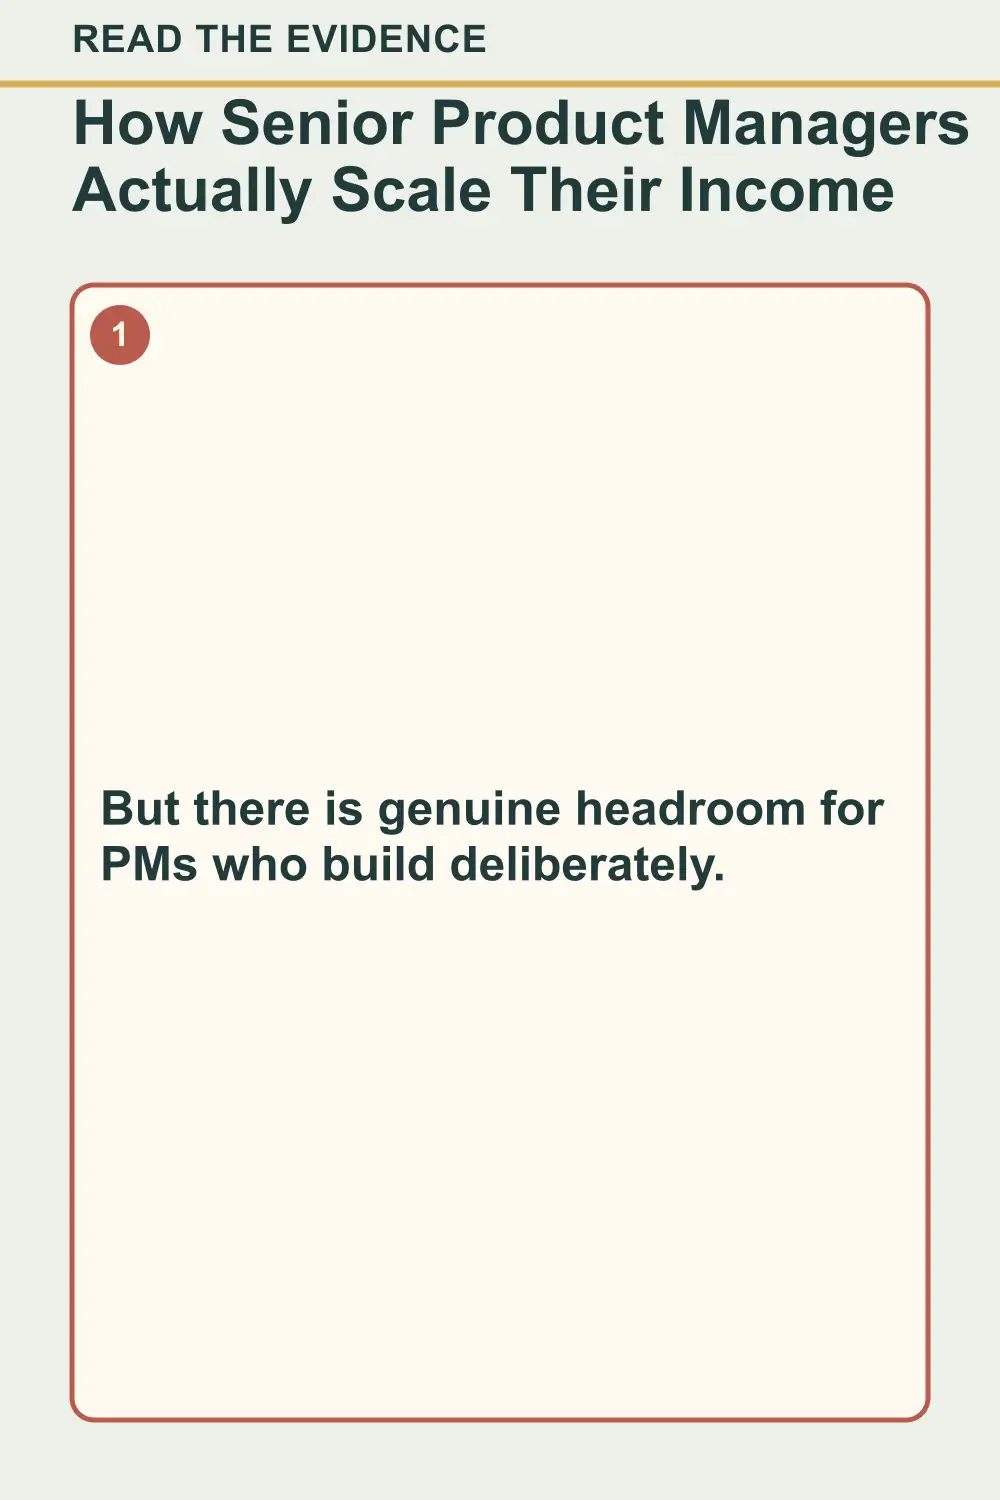 READ THE EVIDENCE
How Senior Product Managers
Actually Scale Their Income
1
But there is genuine headroom for
PMs who build deliberately.